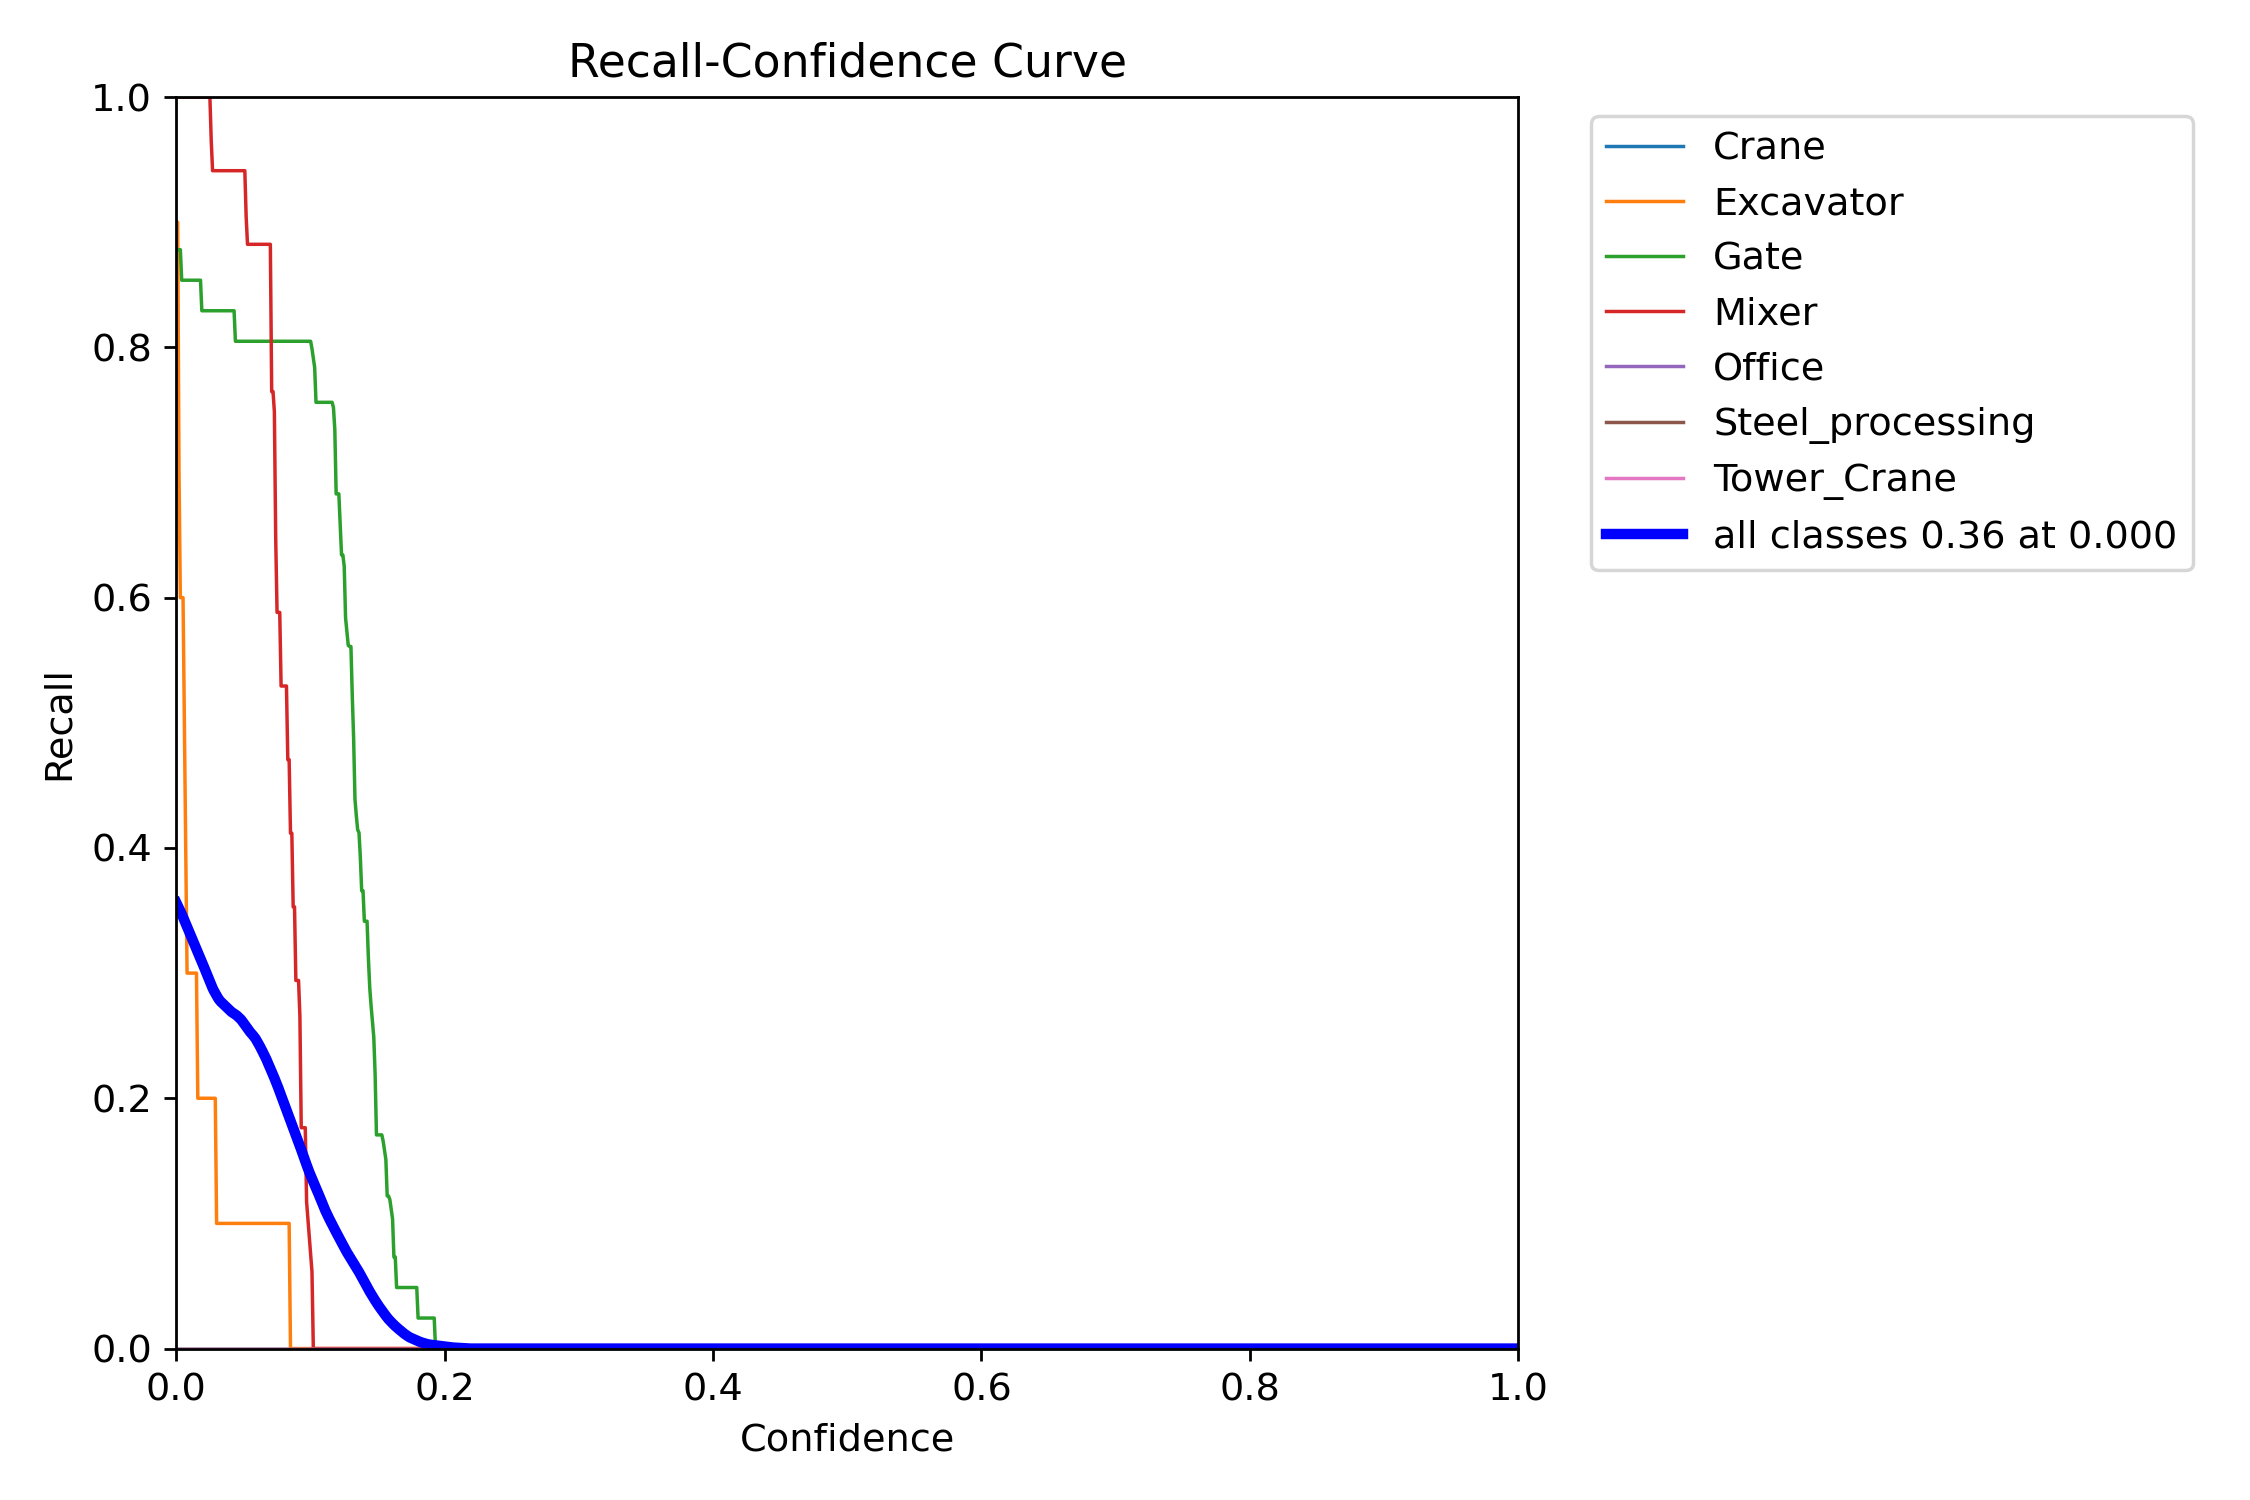 Recall-Confidence Curve
1.0
0.8
0.6
0.4
0.2
0.0
Recall
0.0 0.2 0.4 0.6 0.8 1.0
Confidence
Crane
Excavator
Gate
Mixer
Office
Steel_processing
Tower_Crane
all classes 0.36 at 0.000